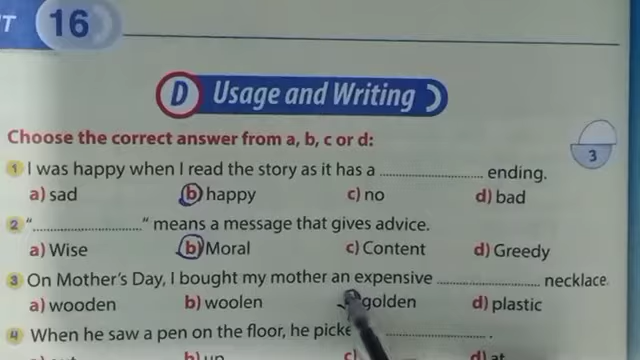 IT 16
D Usage and Writing
Choose the correct answer from a, b, c or d:
3
1 I was happy when I read the story as it has a .............................. ending.
a) sad b) happy c) no d) bad
2 "..............................." means a message that gives advice.
a) Wise b) Moral c) Content d) Greedy
3 On Mother's Day, I bought my mother an expensive .............................. necklace.
a) wooden b) woolen golden d) plastic
4 When he saw a pen on the floor, he picke .............................. .
b) up c) d) at